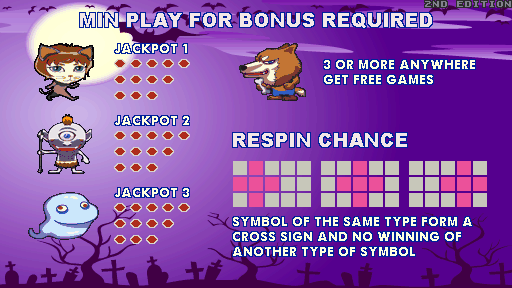 2ND EDITION
MIN PLAY FOR BONUS REQUIRED
JACKPOT 1
JACKPOT 2
JACKPOT 3
3 OR MORE ANYWHERE
GET FREE GAMES
RESPIN CHANCE
SYMBOL OF THE SAME TYPE FORM A
CROSS SIGN AND NO WINNING OF
ANOTHER TYPE OF SYMBOL